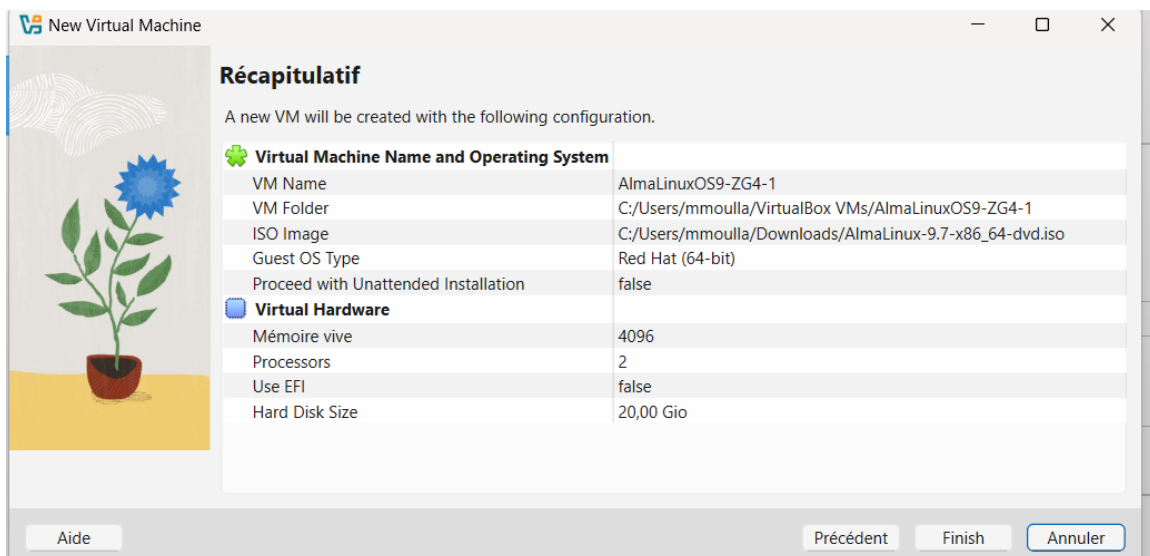 New Virtual Machine
Récapitulatif
A new VM will be created with the following configuration.
Virtual Machine Name and Operating System
VM Name AlmaLinuxOS9-ZG4-1
VM Folder C:/Users/mmoulla/VirtualBox VMs/AlmaLinuxOS9-ZG4-1
ISO Image C:/Users/mmoulla/Downloads/AlmaLinux-9.7-x86_64-dvd.iso
Guest OS Type Red Hat (64-bit)
Proceed with Unattended Installation false
Virtual Hardware
Mémoire vive 4096
Processors 2
Use EFI false
Hard Disk Size 20,00 Gio
Aide Précédent Finish Annuler